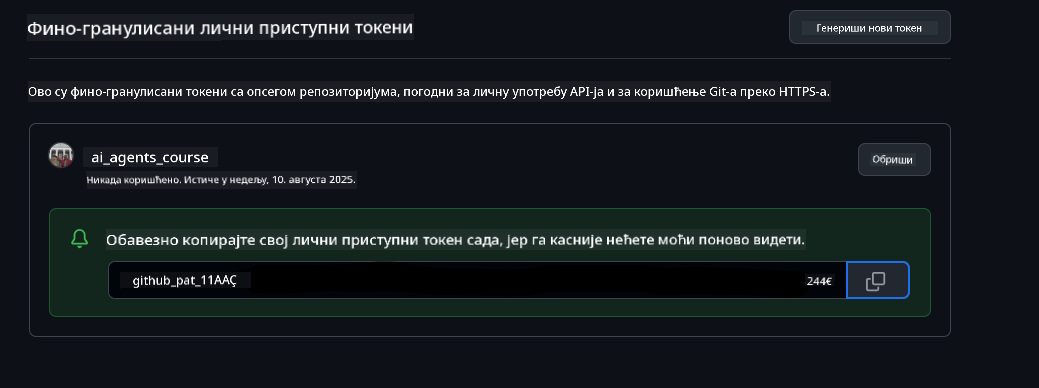 Фино-гранулисани лични приступни токени
Генериши нови токен
Ово су фино-гранулисани токени са опсегом репозиторијума, погодни за личну употребу API-ја и за коришћење Git-а преко HTTPS-а.
ai_agents_course
Обриши
Никада коришћено. Истиче у недељу, 10. августа 2025.
Обавезно копирајте свој лични приступни токен сада, јер га касније нећете моћи поново видети.
github_pat_11AAÇ
244€